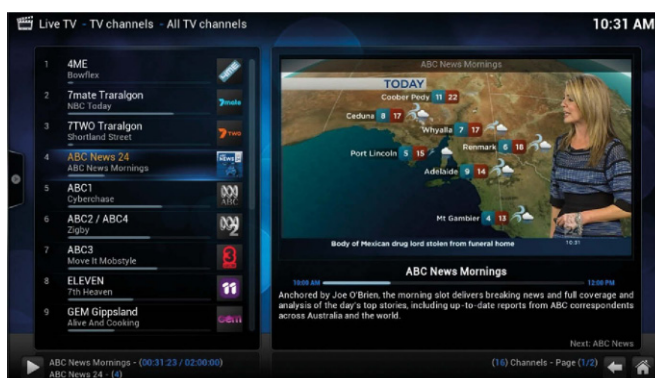 Live TV - TV channels - All TV channels
10:31 AM
1 4ME
Bowflex
4ME
2 7mate Traralgon
NBC Today
7mate
3 7TWO Traralgon
Shortland Street
7TWO
4 ABC News 24
ABC News Mornings
NEWS 24
5 ABC1
Cyberchase
ABC
6 ABC2 / ABC4
Zigby
7 ABC3
Move It Mobstyle
3
8 ELEVEN
7th Heaven
11
9 GEM Gippsland
Alive And Cooking
Gem
ABC News Mornings
TODAY
Coober Pedy 11 22
Ceduna 8 17
Whyalla 7 17
Renmark 6 18
Port Lincoln 5 15
Adelaide 9 14
Mt Gambier 4 13
Body of Mexican drug lord stolen from funeral home 10:31
ABC News Mornings
10:00 AM 12:00 PM
Anchored by Joe O'Brien, the morning slot delivers breaking news and full coverage and
analysis of the day's top stories, including up-to-date reports from ABC correspondents
across Australia and the world.
Next: ABC News
ABC News Mornings - (00:31:23 / 02:00:00)
ABC News 24 - (4)
(16) Channels - Page (1/2)